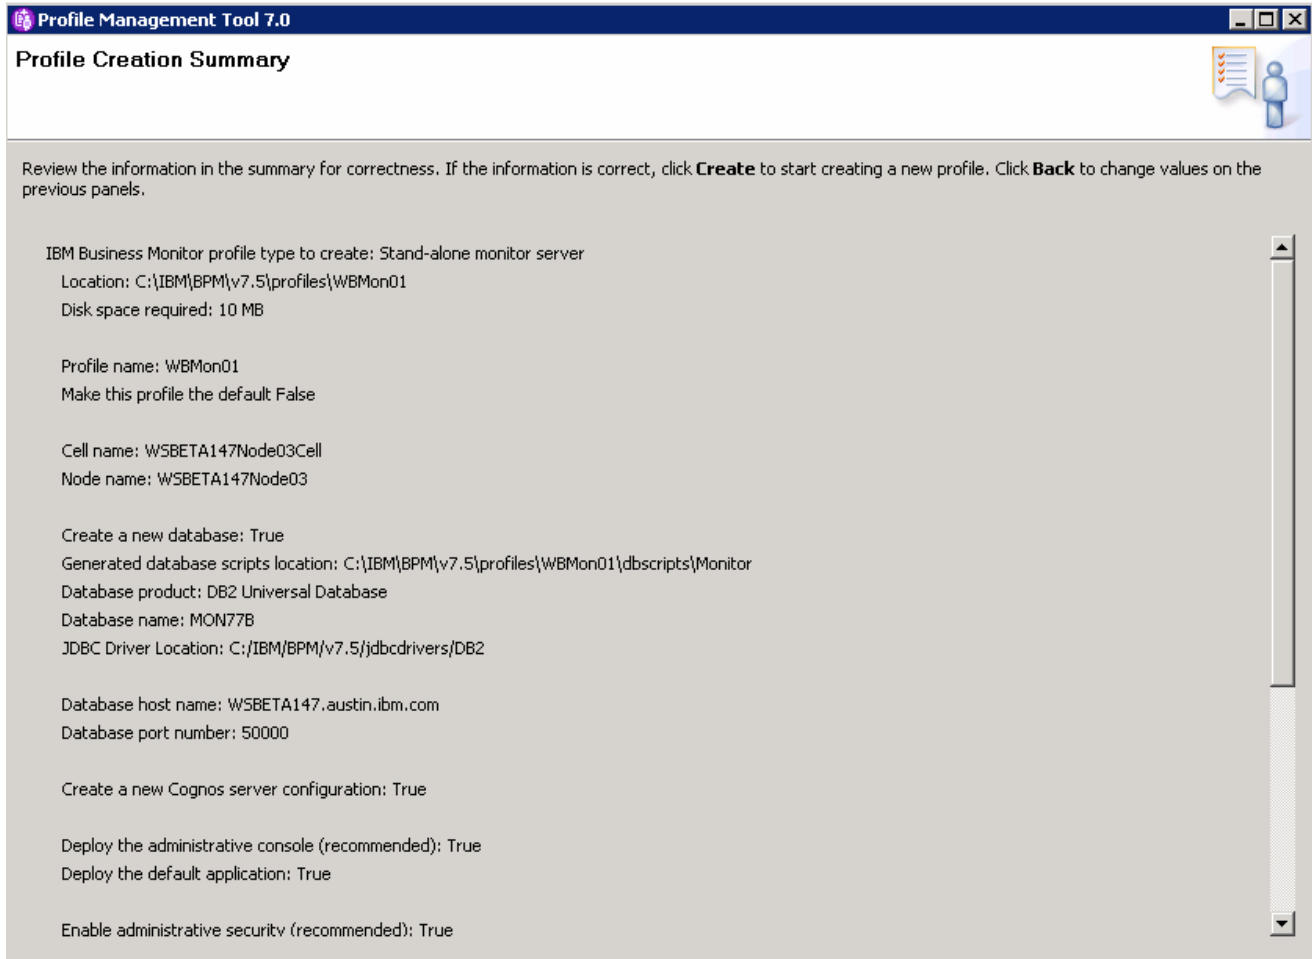 Profile Management Tool 7.0
Profile Creation Summary
Review the information in the summary for correctness. If the information is correct, click Create to start creating a new profile. Click Back to change values on the
previous panels.
IBM Business Monitor profile type to create: Stand-alone monitor server
Location: C:\IBM\BPM\v7.5\profiles\WBMon01
Disk space required: 10 MB
Profile name: WBMon01
Make this profile the default False
Cell name: WSBETA147Node03Cell
Node name: WSBETA147Node03
Create a new database: True
Generated database scripts location: C:\IBM\BPM\v7.5\profiles\WBMon01\dbscripts\Monitor
Database product: DB2 Universal Database
Database name: MON77B
JDBC Driver Location: C:/IBM/BPM/v7.5/jdbcdrivers/DB2
Database host name: WSBETA147.austin.ibm.com
Database port number: 50000
Create a new Cognos server configuration: True
Deploy the administrative console (recommended): True
Deploy the default application: True
Enable administrative security (recommended): True